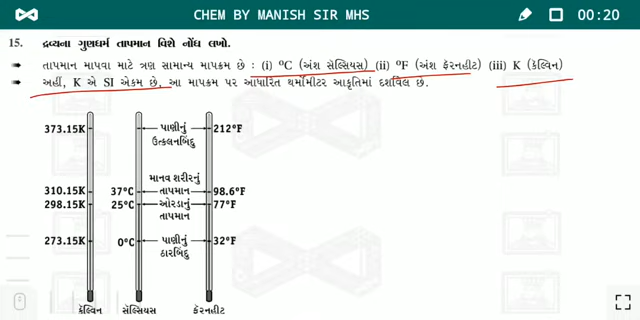 CHEM BY MANISH SIR MHS
00:20
15. દ્રવ્યના ગુણધર્મ તાપમાન વિશે નોંધ લખો.
→ તાપમાન માપવા માટે ત્રણ સામાન્ય માપક્રમ છે : (i) °C (અંશ સેલ્સિયસ) (ii) °F (અંશ ફેરનહીટ) (iii) K (કેલ્વિન)
→ અહીં, K એ SI એકમ છે, આ માપક્રમ પર આધારિત થર્મોમીટર આકૃતિમાં દર્શાવેલ છે.
373.15K પાણીનું ઉત્કલનબિંદુ 212°F
310.15K 37°C માનવ શરીરનું તાપમાન 98.6°F
298.15K 25°C ઓરડાનું તાપમાન 77°F
273.15K 0°C પાણીનું ઠારબિંદુ 32°F
કેલ્વિન સેલ્સિયસ ફેરનહીટ